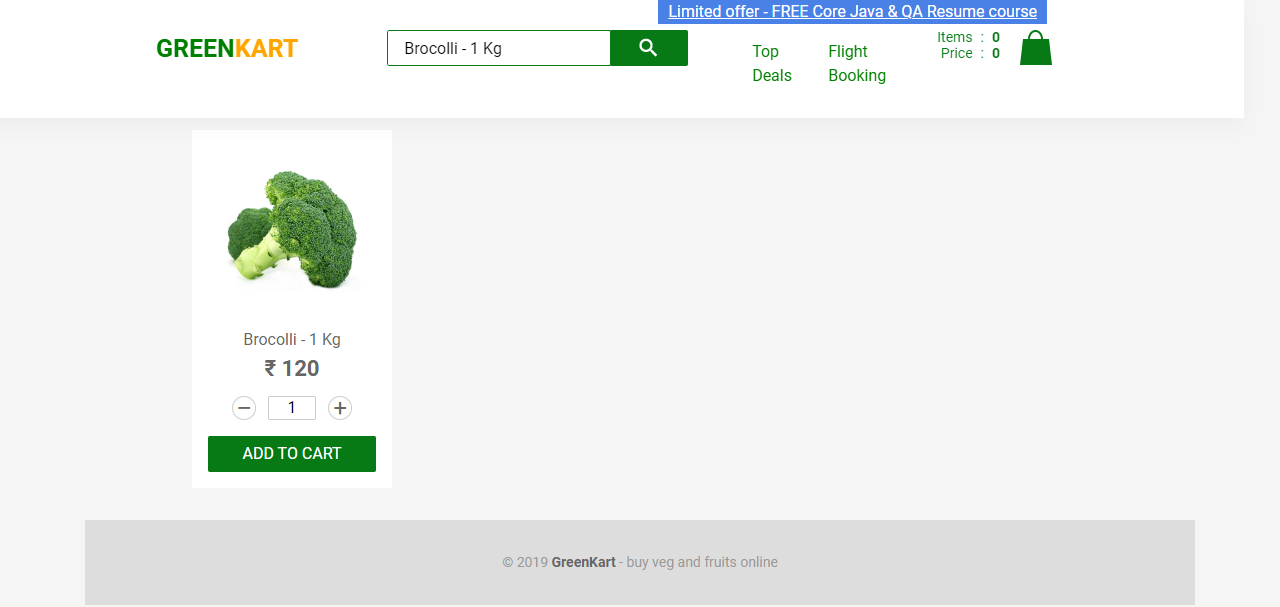 Limited offer - FREE Core Java & QA Resume course
GREENKART
Brocolli - 1 Kg
Top
Deals
Flight
Booking
Items : 0
Price : 0
Brocolli - 1 Kg
₹ 120
1
ADD TO CART
© 2019 GreenKart - buy veg and fruits online